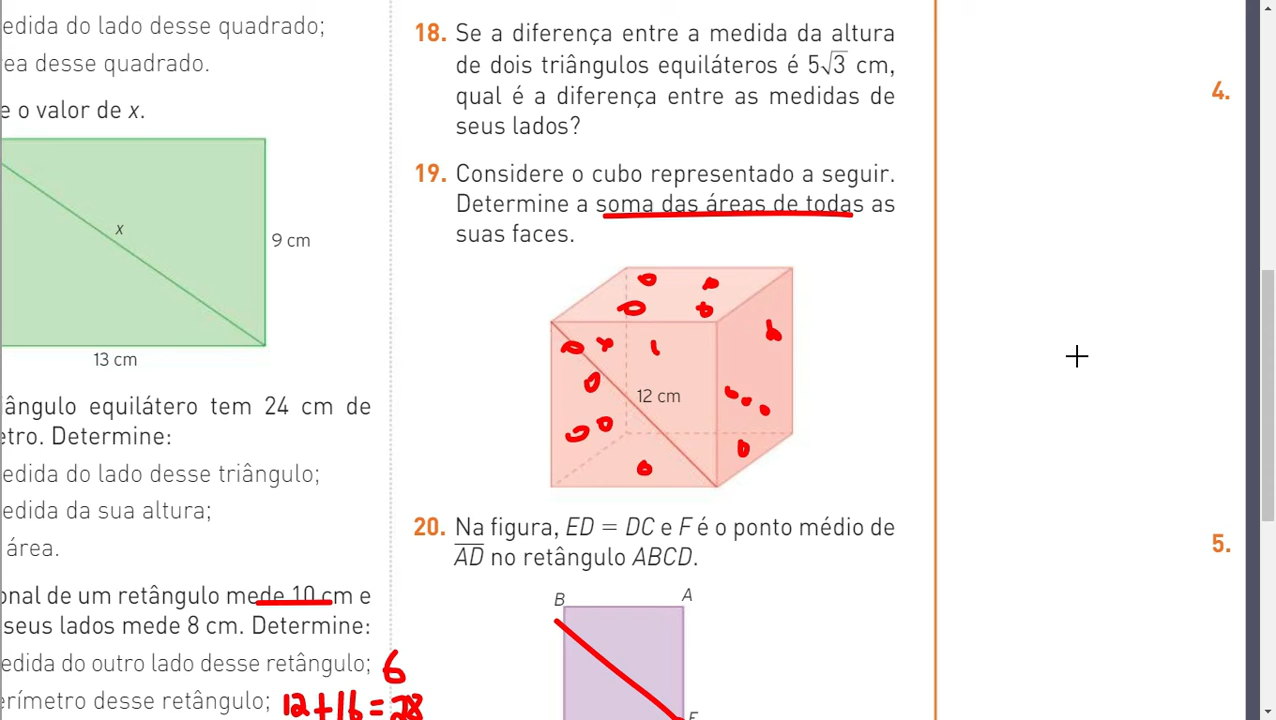 edida do lado desse quadrado;
rea desse quadrado.
e o valor de x.
x
9 cm
13 cm
iângulo equilátero tem 24 cm de
etro. Determine:
edida do lado desse triângulo;
edida da sua altura;
área.
onal de um retângulo mede 10 cm e
seus lados mede 8 cm. Determine:
edida do outro lado desse retângulo; 6
erímetro desse retângulo; 12+16=28
18. Se a diferença entre a medida da altura
de dois triângulos equiláteros é 5√3 cm,
qual é a diferença entre as medidas de
seus lados?
19. Considere o cubo representado a seguir.
Determine a soma das áreas de todas as
suas faces.
12 cm
20. Na figura, ED = DC e F é o ponto médio de
AD no retângulo ABCD.
B A
F
4.
5.